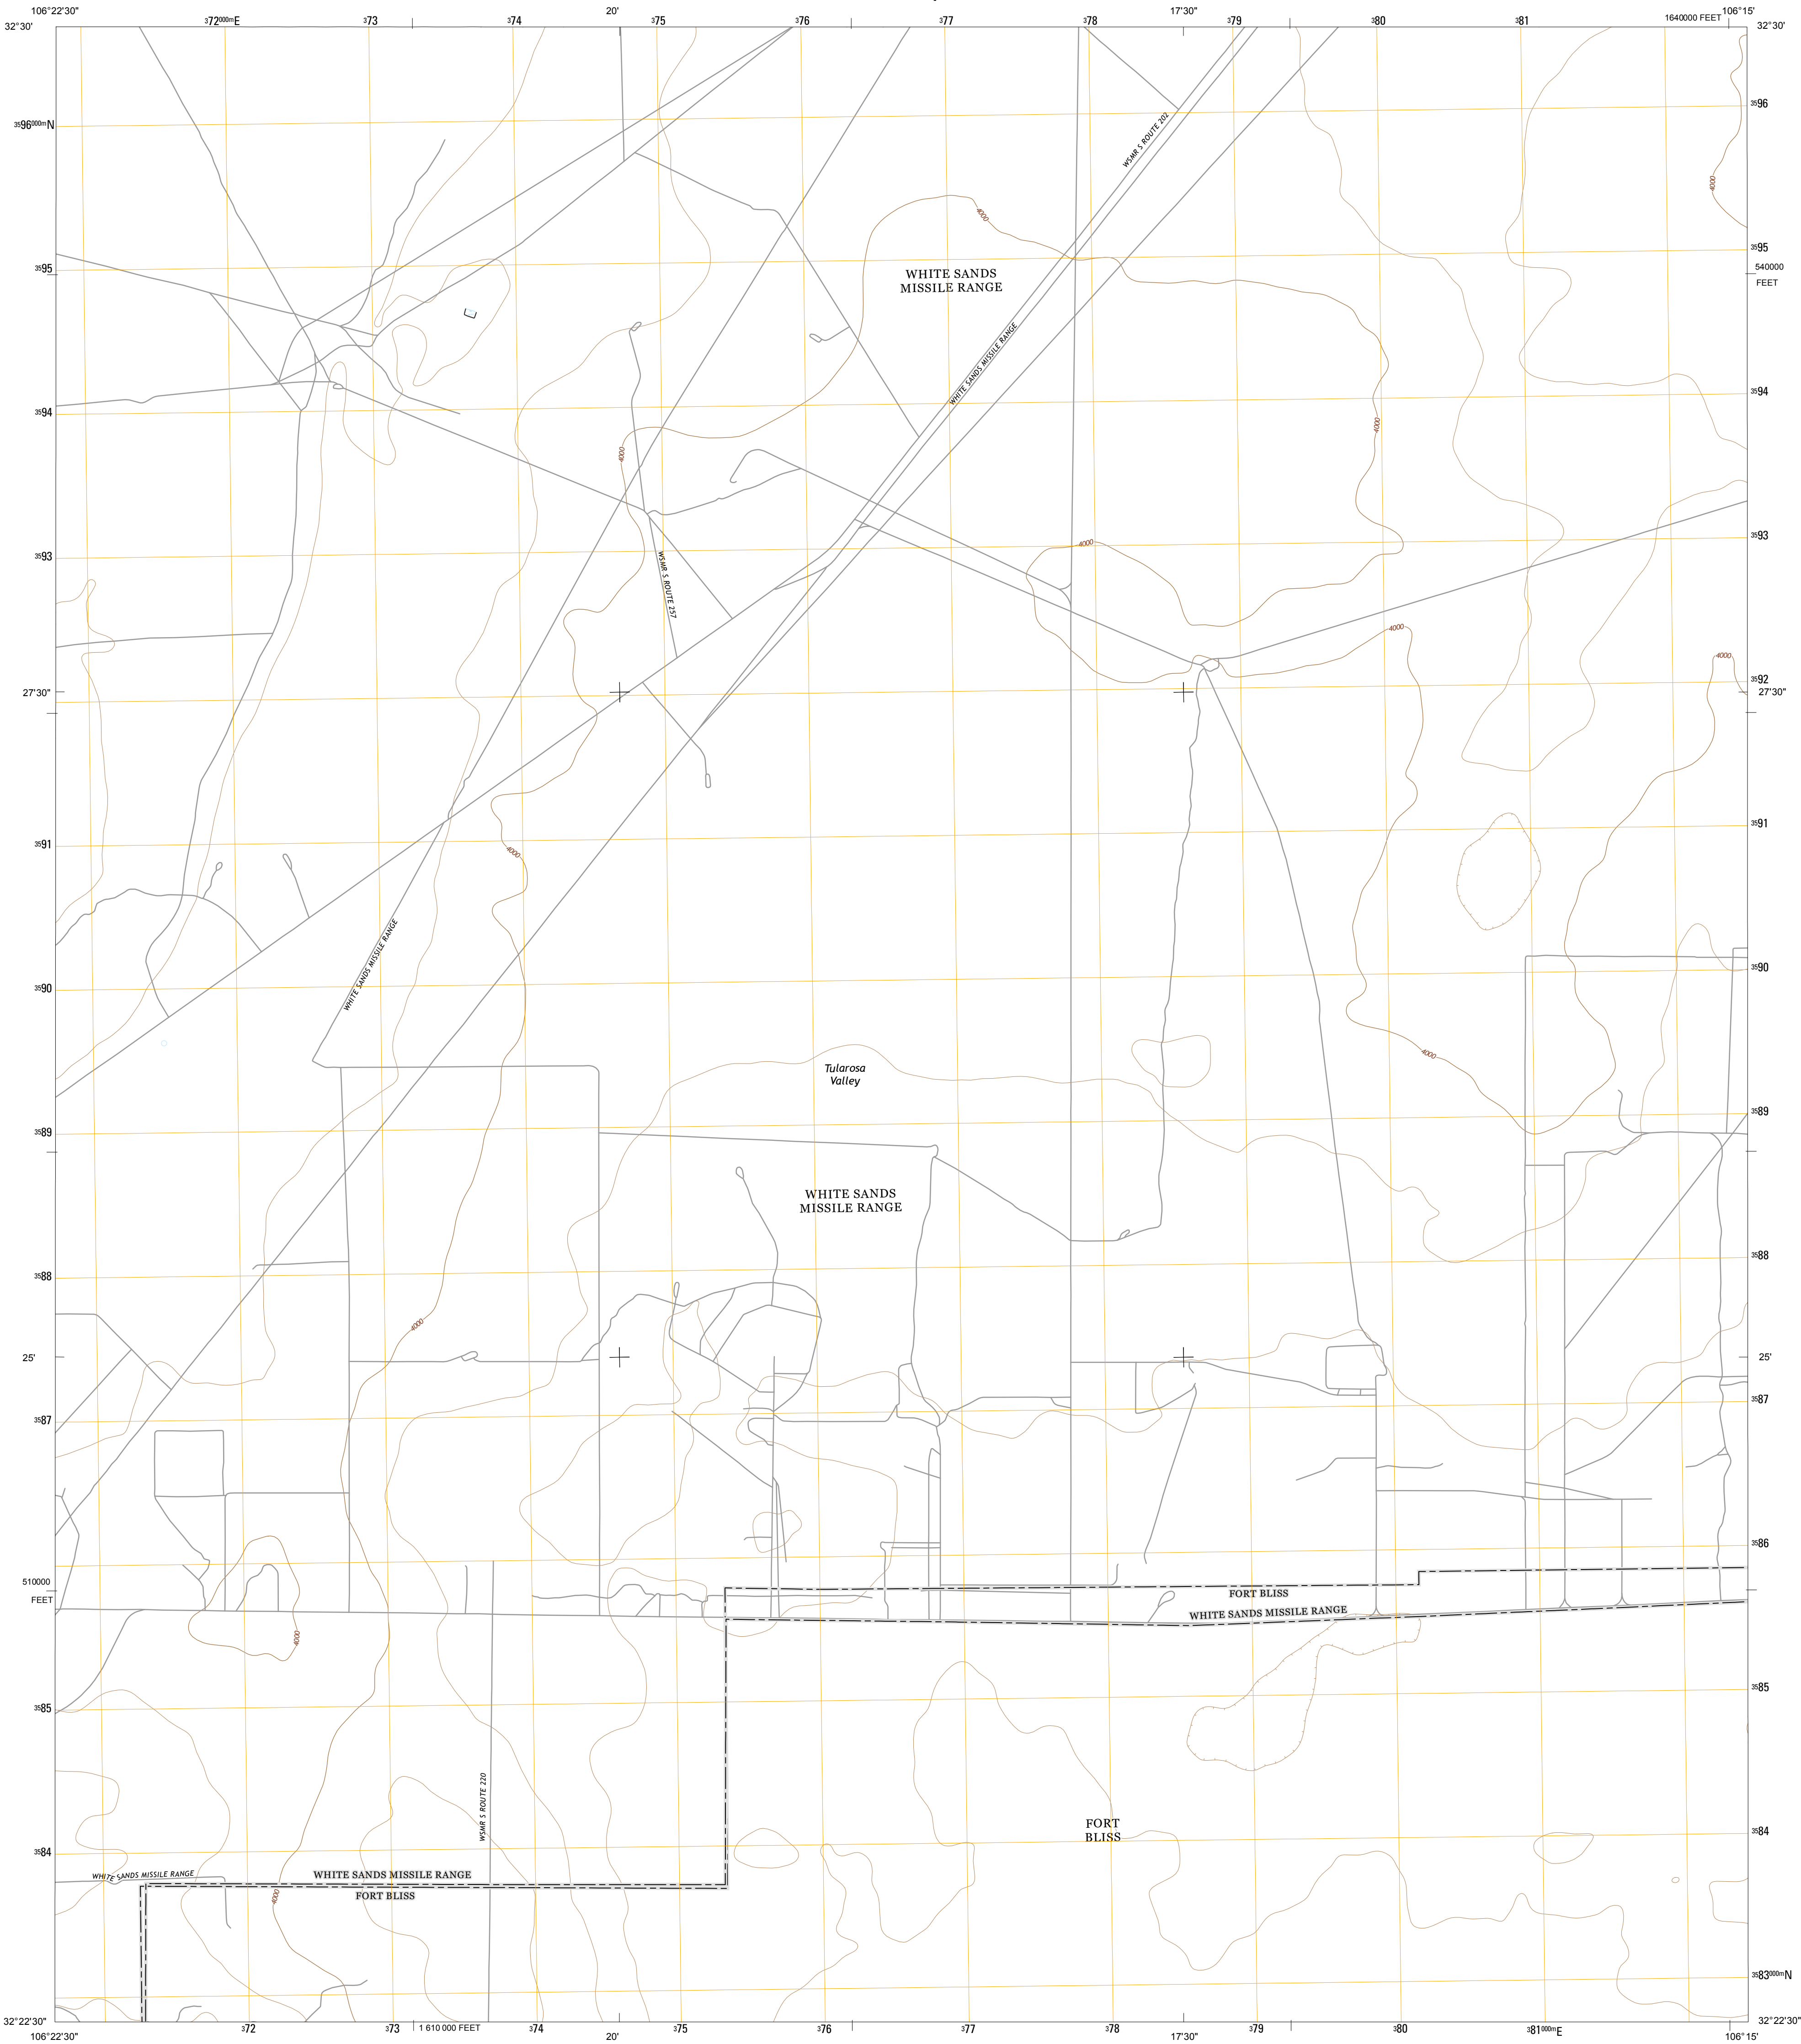 106°22'30" 372000mE 373 374 20' 375 376 377 378 17'30" 379 380 381 1640000 FEET 106°15'
32°30' 32°30'
3596000mN 3596
WSMR S ROUTE 202
4000
4000
3595 3595
WHITE SANDS
MISSILE RANGE
540000
FEET
WHITE SANDS MISSILE RANGE
3594 3594
4000
4000
3593 3593
4000
WSMR S ROUTE 257
4000
4000
3592
27'30" 27'30"
3591 3591
4000
WHITE SANDS MISSILE RANGE
3590 3590
4000
Tularosa
Valley
3589 3589
WHITE SANDS
MISSILE RANGE
3588 3588
4000
25' 25'
3587 3587
3586
510000
FEET
FORT BLISS
WHITE SANDS MISSILE RANGE
4000
3585 3585
WSMR S ROUTE 220
FORT
BLISS
3584 3584
WHITE SANDS MISSILE RANGE
WHITE SANDS MISSILE RANGE
FORT BLISS
4000
3583000mN
32°22'30" 32°22'30"
106°22'30" 372 373 1 610 000 FEET 374 20' 375 376 377 378 17'30" 379 380 381000mE 106°15'